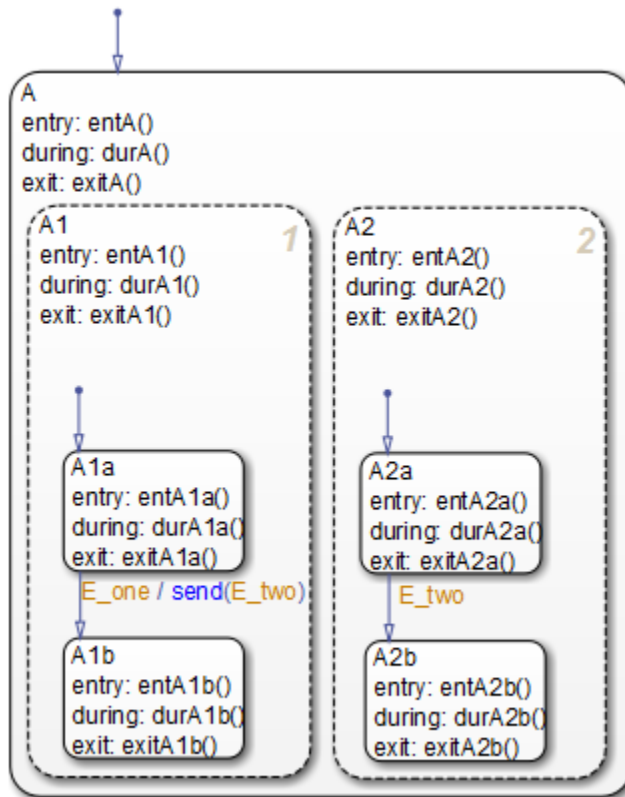 A
entry: entA()
during: durA()
exit: exitA()
A1
1
entry: entA1()
during: durA1()
exit: exitA1()
A1a
entry: entA1a()
during: durA1a()
exit: exitA1a()
E_one / send(E_two)
A1b
entry: entA1b()
during: durA1b()
exit: exitA1b()
A2
2
entry: entA2()
during: durA2()
exit: exitA2()
A2a
entry: entA2a()
during: durA2a()
exit: exitA2a()
E_two
A2b
entry: entA2b()
during: durA2b()
exit: exitA2b()